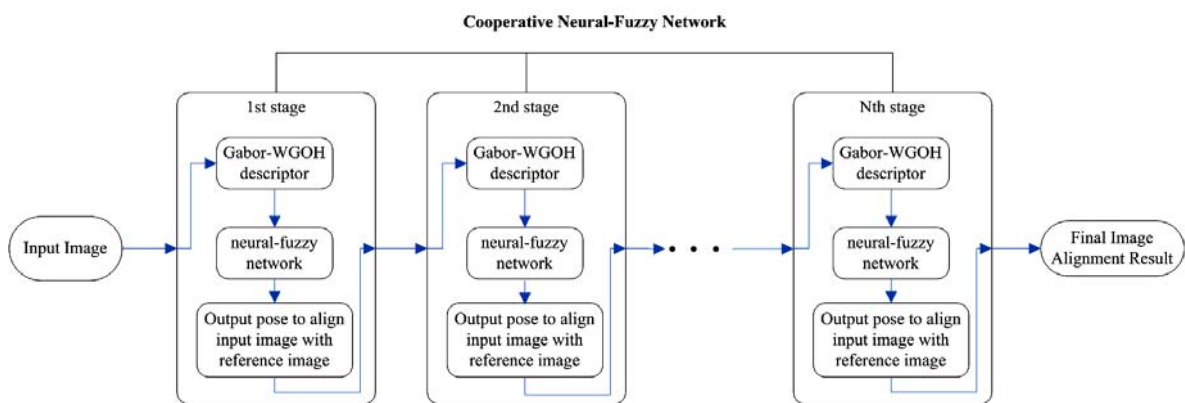 Cooperative Neural-Fuzzy Network
1st stage
Gabor-WGOH
descriptor
neural-fuzzy
network
Output pose to align
input image with
reference image
2nd stage
Gabor-WGOH
descriptor
neural-fuzzy
network
Output pose to align
input image with
reference image
Nth stage
Gabor-WGOH
descriptor
neural-fuzzy
network
Output pose to align
input image with
reference image
Input Image
• • •
Final Image
Alignment Result